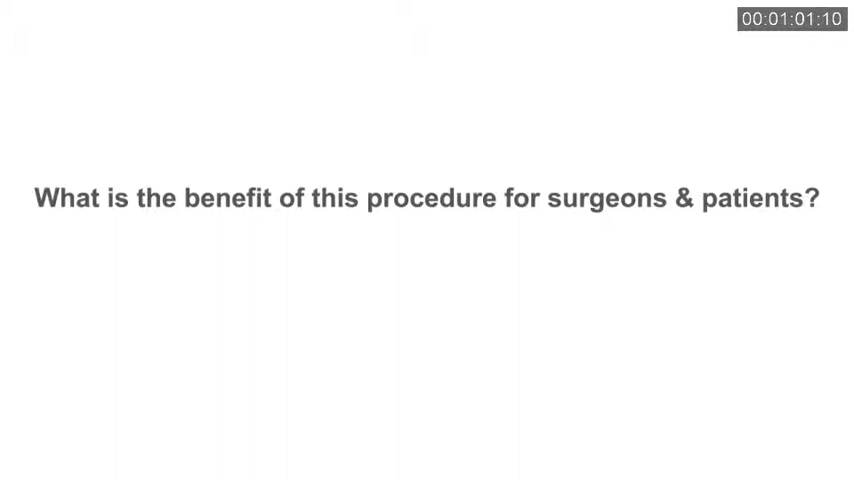 00:01:01:10
What is the benefit of this procedure for surgeons & patients?